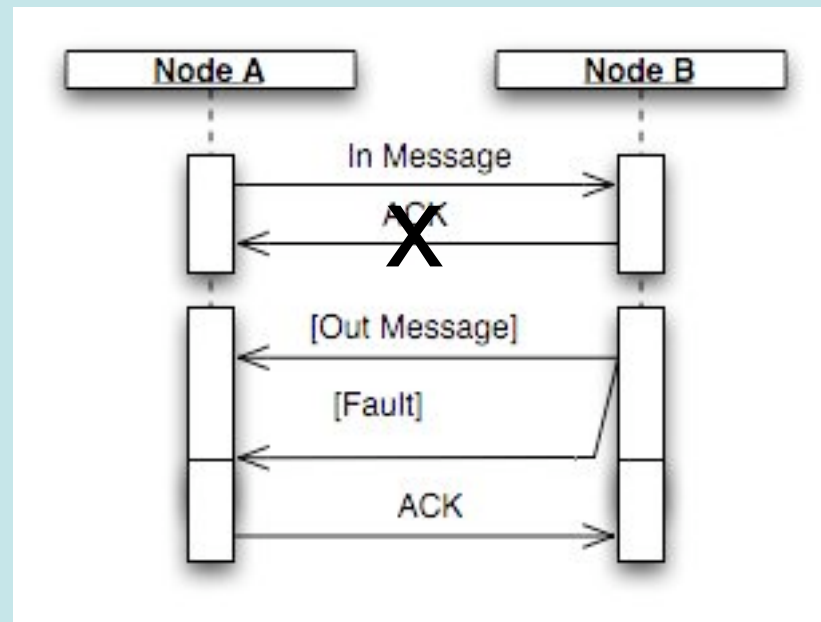 Node A
Node B
In Message
ACK
X
[Out Message]
[Fault]
ACK